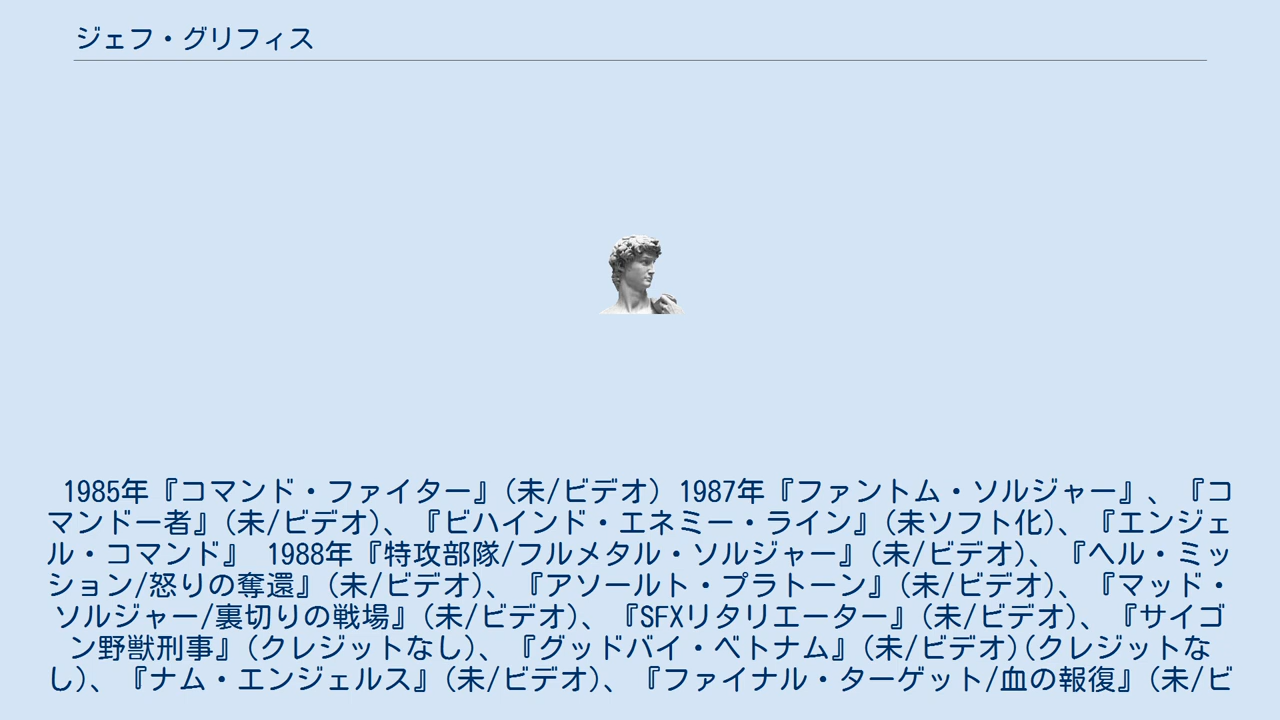 ジェフ・グリフィス
1985年『コマンド・ファイター』(未/ビデオ) 1987年『ファントム・ソルジャー』、『コ
マンドー者』(未/ビデオ)、『ビハインド・エネミー・ライン』(未ソフト化)、『エンジェ
ル・コマンド』 1988年『特攻部隊/フルメタル・ソルジャー』(未/ビデオ)、『ヘル・ミッ
ション/怒りの奪還』(未/ビデオ)、『アソールト・プラトーン』(未/ビデオ)、『マッド・
ソルジャー/裏切りの戦場』(未/ビデオ)、『SFXリタリエーター』(未/ビデオ)、『サイゴ
ン野獣刑事』(クレジットなし)、『グッドバイ・ベトナム』(未/ビデオ)(クレジットな
し)、『ナム・エンジェルス』(未/ビデオ)、『ファイナル・ターゲット/血の報復』(未/ビ